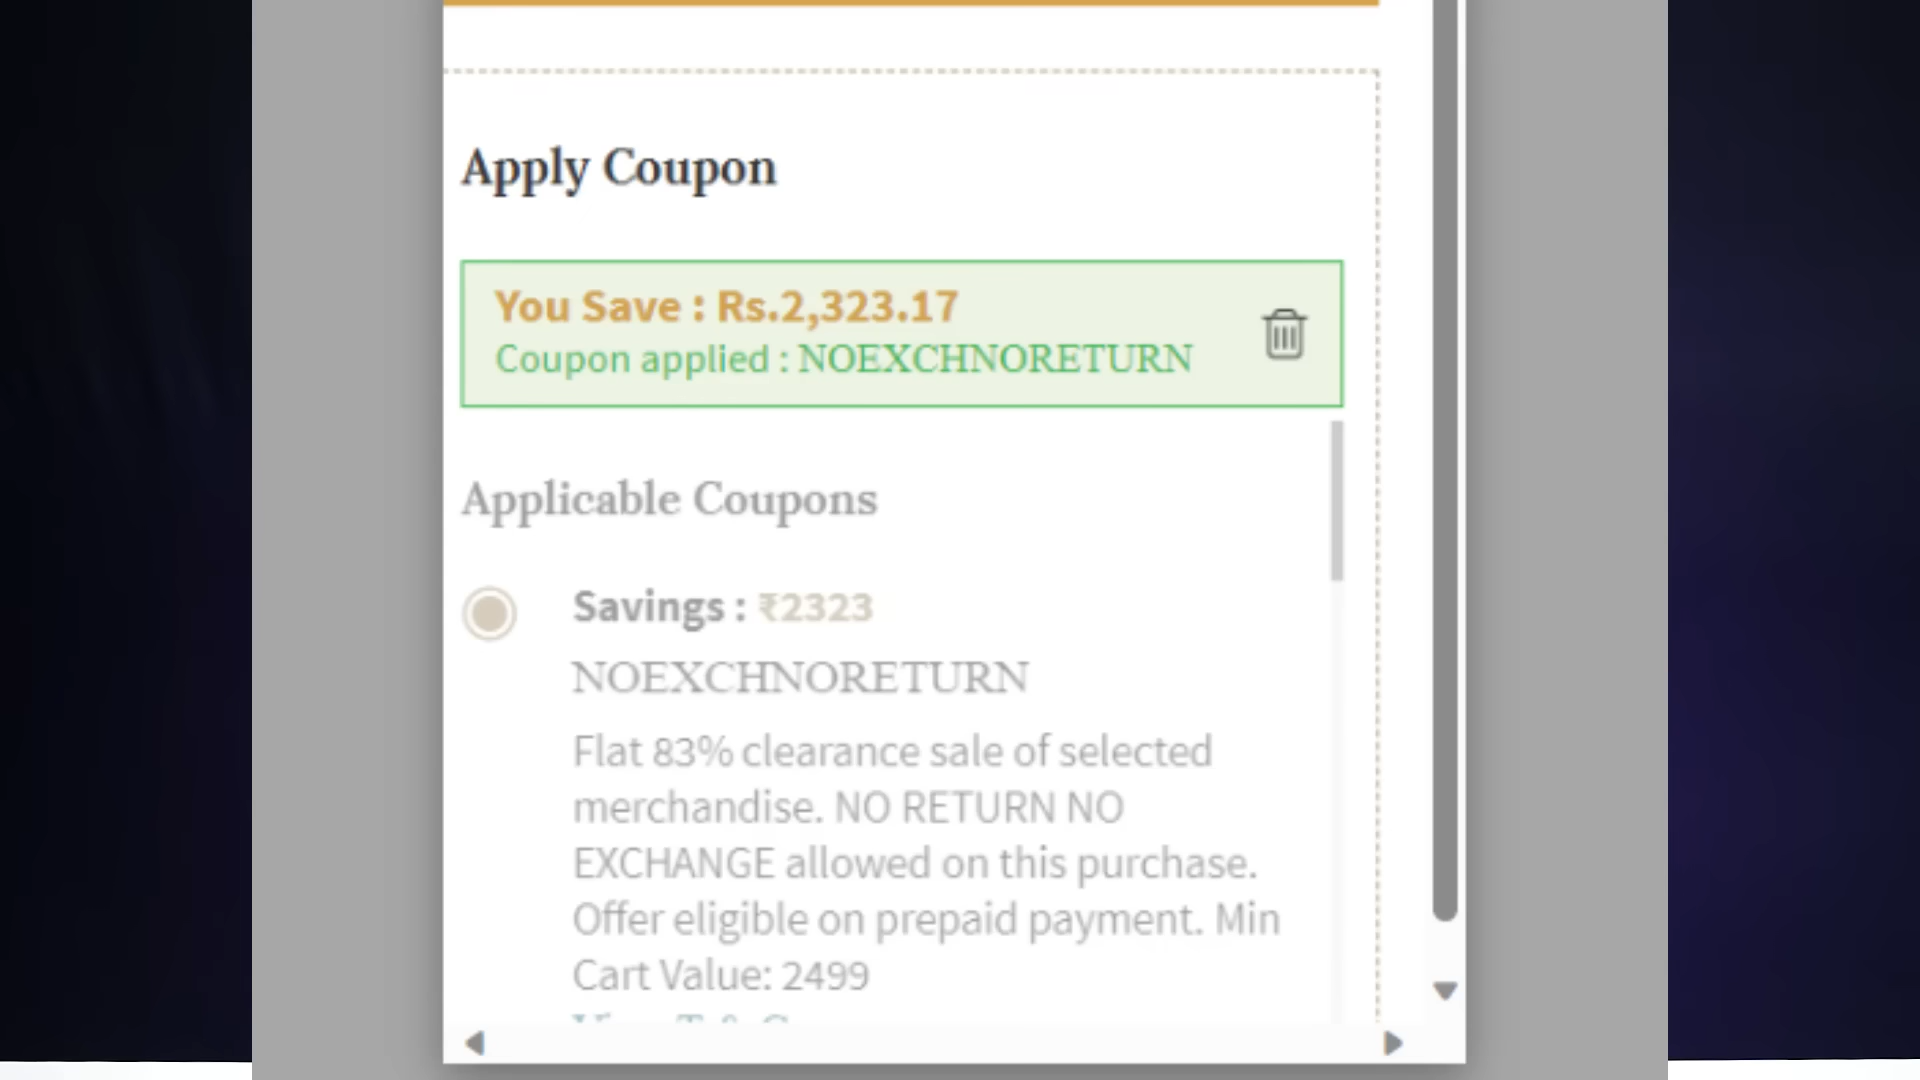 Apply Coupon
You Save : Rs.2,323.17
Coupon applied : NOEXCHNORETURN
Applicable Coupons
Savings : ₹2323
NOEXCHNORETURN
Flat 83% clearance sale of selected
merchandise. NO RETURN NO
EXCHANGE allowed on this purchase.
Offer eligible on prepaid payment. Min
Cart Value: 2499